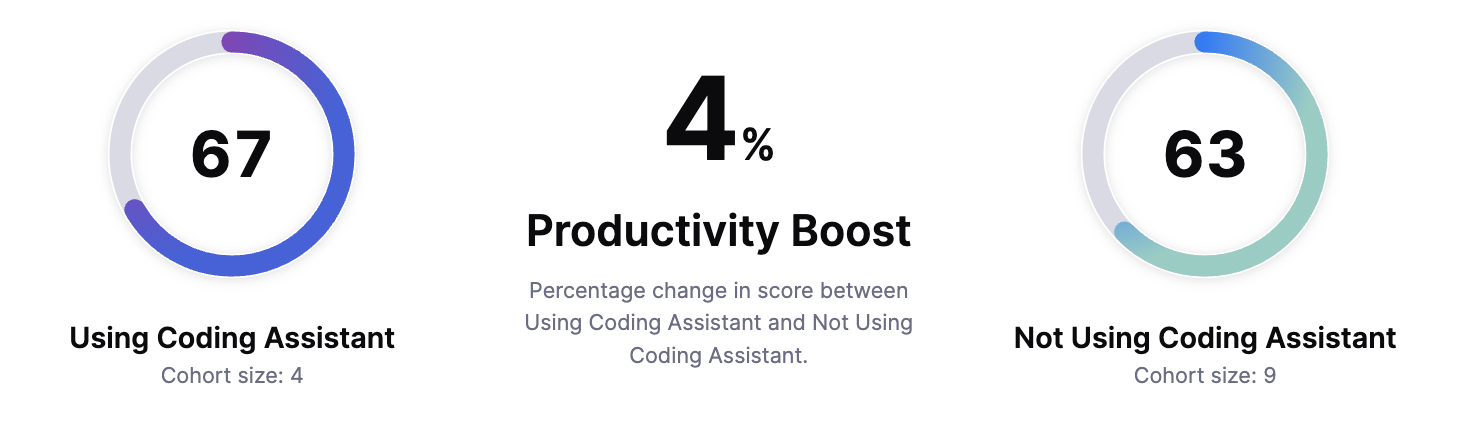 67
Using Coding Assistant
Cohort size: 4
4%
Productivity Boost
Percentage change in score between
Using Coding Assistant and Not Using
Coding Assistant.
63
Not Using Coding Assistant
Cohort size: 9